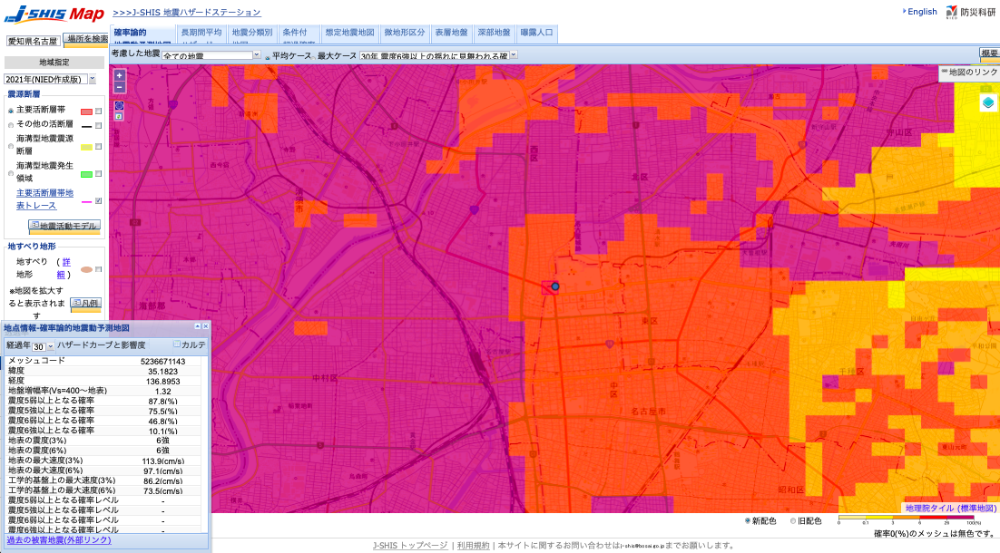 J-SHIS Map
>>>J-SHIS 地震ハザードステーション
English
防災科研
愛知県名古屋
場所を検索
確率論的
地震動予測地図
長期間平均
ハザード
地震分類別
地図
条件付
超過確率
想定地震地図
微地形区分
表層地盤
深部地盤
曝露人口
地域指定
考慮した地震
全ての地震
平均ケース
最大ケース
30年 震度6強以上の揺れに見舞われる確
概要
2021年(NIED作成版)
地図のリンク
震源断層
主要活断層帯
その他の活断層
海溝型地震震源
断層
海溝型地震発生
領域
主要活断層帯地
表トレース
地震活動モデル
地すべり地形
地すべり (詳
地形 細)
※地図を拡大す
ると表示されま
す
凡例
守山区
西区
北区
海部郡
東区
中村区
中区
千種区
名古屋市
昭和区
地点情報-確率論的地震動予測地図
経過年 30 ハザードカーブと影響度 カルテ
メッシュコード 5236671143
緯度 35.1823
経度 136.8953
地盤増幅率(Vs=400～地表) 1.32
震度5弱以上となる確率 87.8(%)
震度5強以上となる確率 75.5(%)
震度6弱以上となる確率 46.8(%)
震度6強以上となる確率 10.1(%)
地表の震度(3%) 6強
地表の震度(6%) 6強
地表の最大速度(3%) 113.9(cm/s)
地表の最大速度(6%) 97.1(cm/s)
工学的基盤上の最大速度(3%) 86.2(cm/s)
工学的基盤上の最大速度(6%) 73.5(cm/s)
震度5弱以上となる確率レベル -
震度5強以上となる確率レベル -
震度6弱以上となる確率レベル -
震度6強以上となる確率レベル -
過去の被害地震(外部リンク)
地理院タイル (標準地図)
新配色
旧配色
0 0.1 3 6 26 100(%)
確率0(%)のメッシュは無色です。
J-SHIS トップページ | 利用規約 | 本サイトに関するお問い合わせはj-shis@bosai.go.jpまでお願いします。